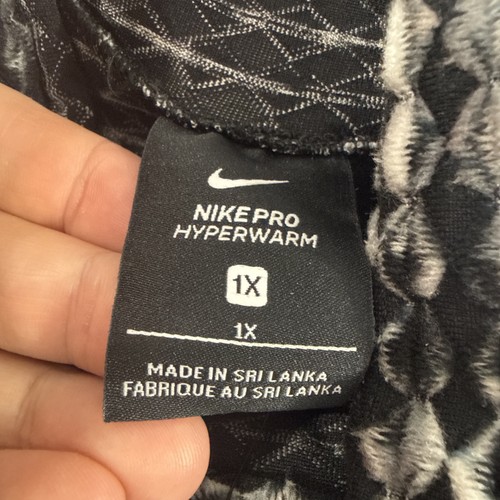 NIKE PRO
HYPERWARM
1X
1X
MADE IN SRI LANKA
FABRIQUE AU SRI LANKA